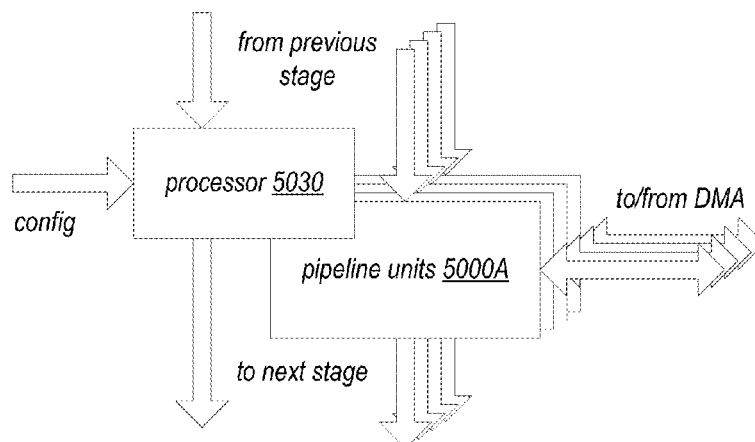 from previous
stage
processor 5030
to/from DMA
config
pipeline units 5000A
to next stage